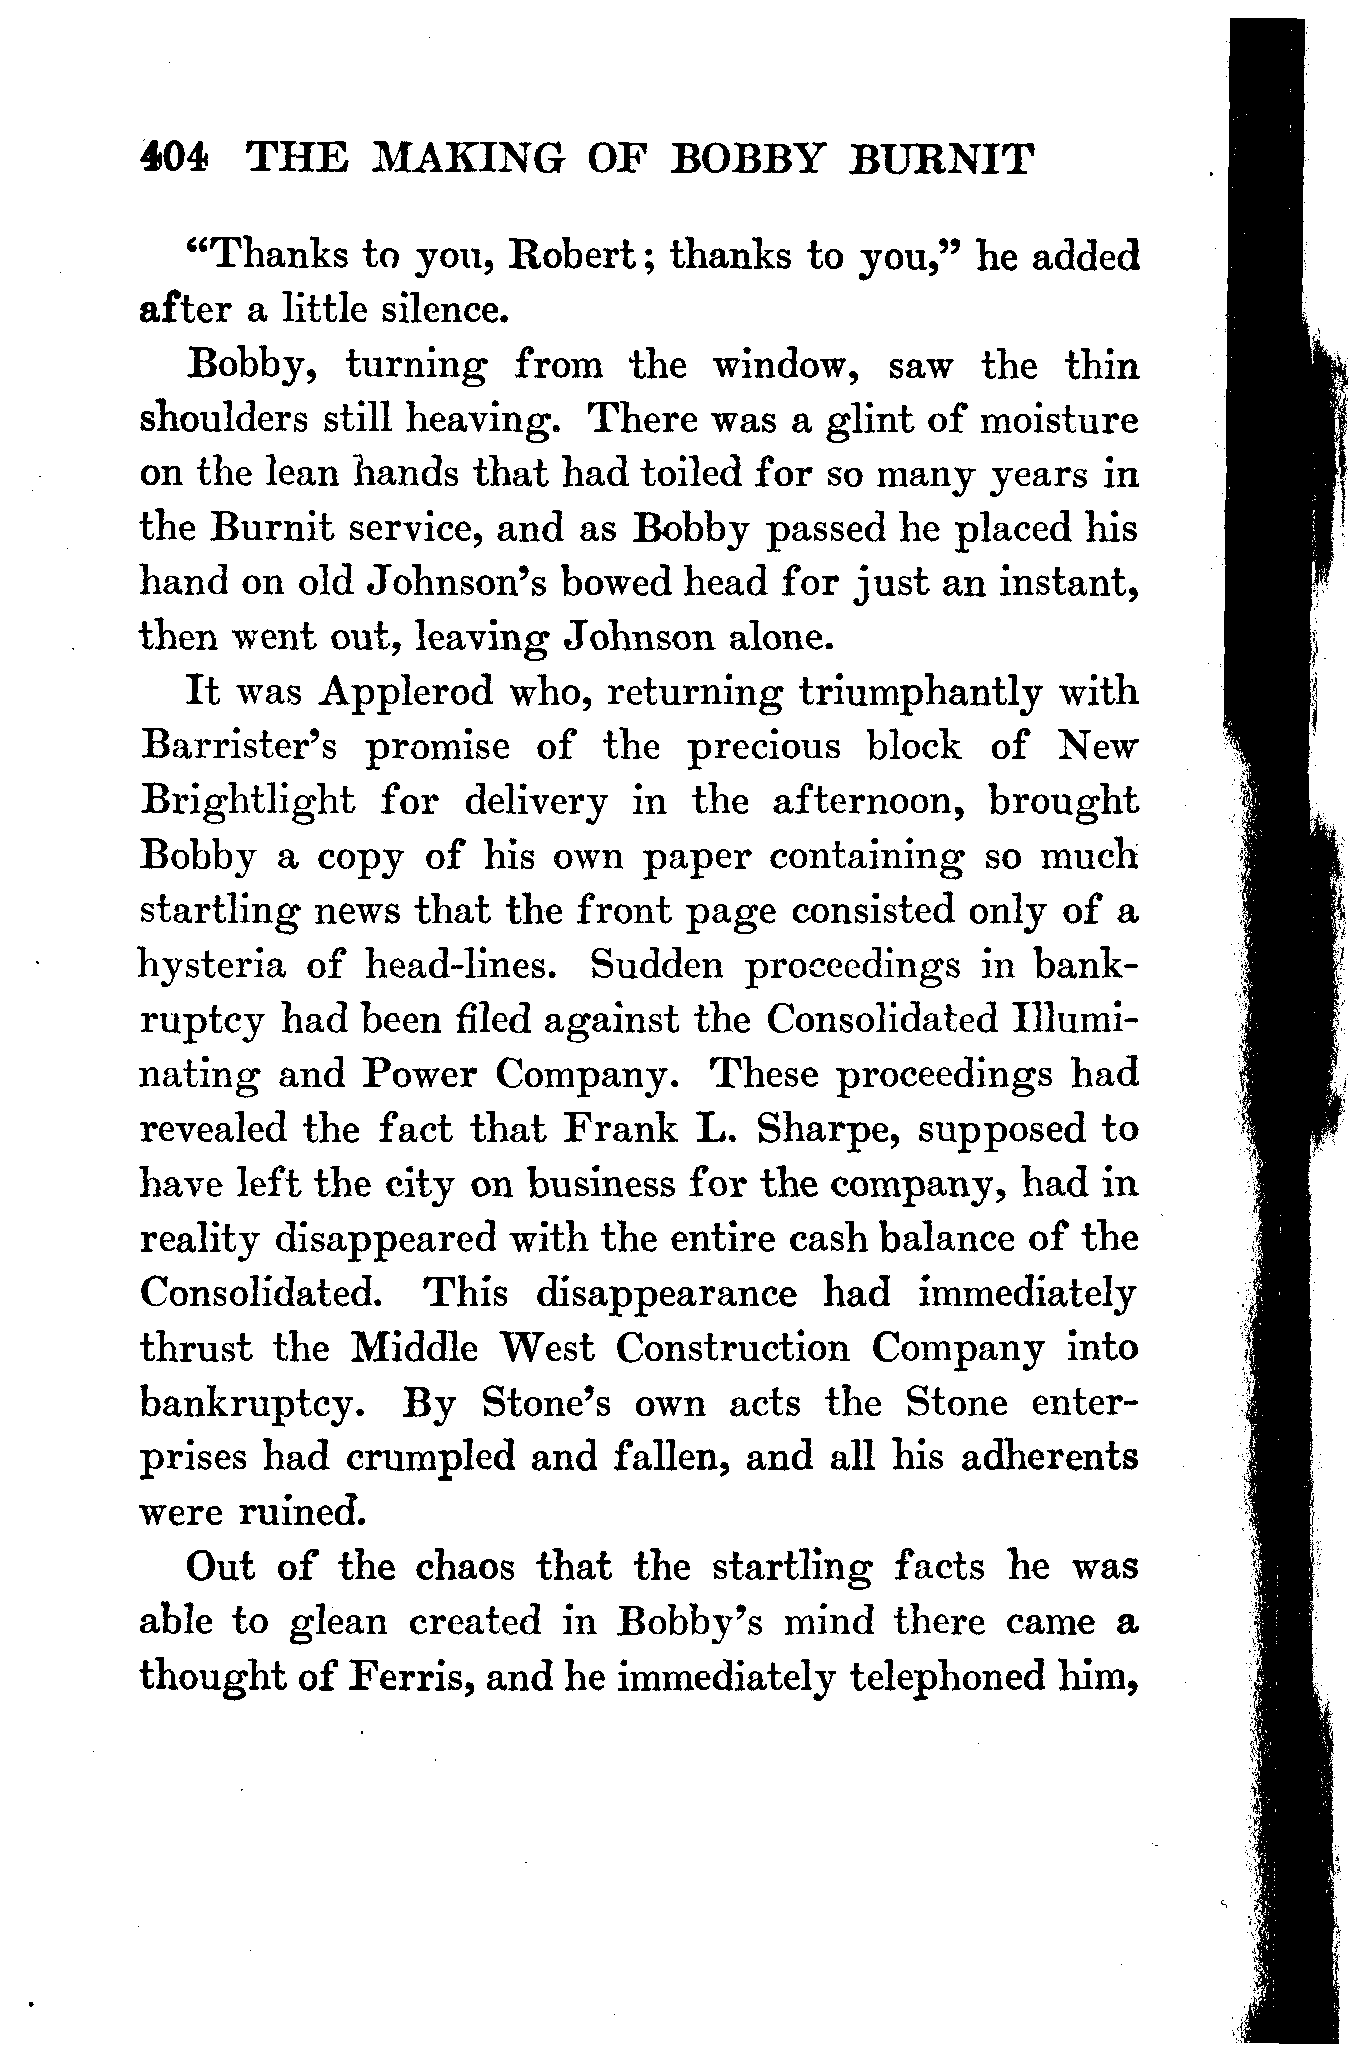 404 THE MAKING OF BOBBY BURNIT
“Thanks to you, Robert; thanks to you,” he added
after a little silence.
Bobby, turning from the window, saw the thin
shoulders still heaving. There was a glint of moisture
on the lean hands that had toiled for so many years in
the Burnit service, and as Bobby passed he placed his
hand on old Johnson’s bowed head for just an instant,
then went out, leaving Johnson alone.
It was Applerod who, returning triumphantly with
Barrister’s promise of the precious block of New
Brightlight for delivery in the afternoon, brought
Bobby a copy of his own paper containing so much
startling news that the front page consisted only of a
hysteria of head-lines. Sudden proceedings in bank-
ruptcy had been filed against the Consolidated Illumi-
nating and Power Company. These proceedings had
revealed the fact that Frank L. Sharpe, supposed to
have left the city on business for the company, had in
reality disappeared with the entire cash balance of the
Consolidated. This disappearance had immediately
thrust the Middle West Construction Company into
bankruptcy. By Stone’s own acts the Stone enter-
prises had crumpled and fallen, and all his adherents
were ruined.
Out of the chaos that the startling facts he was
able to glean created in Bobby’s mind there came a
thought of Ferris, and he immediately telephoned him,